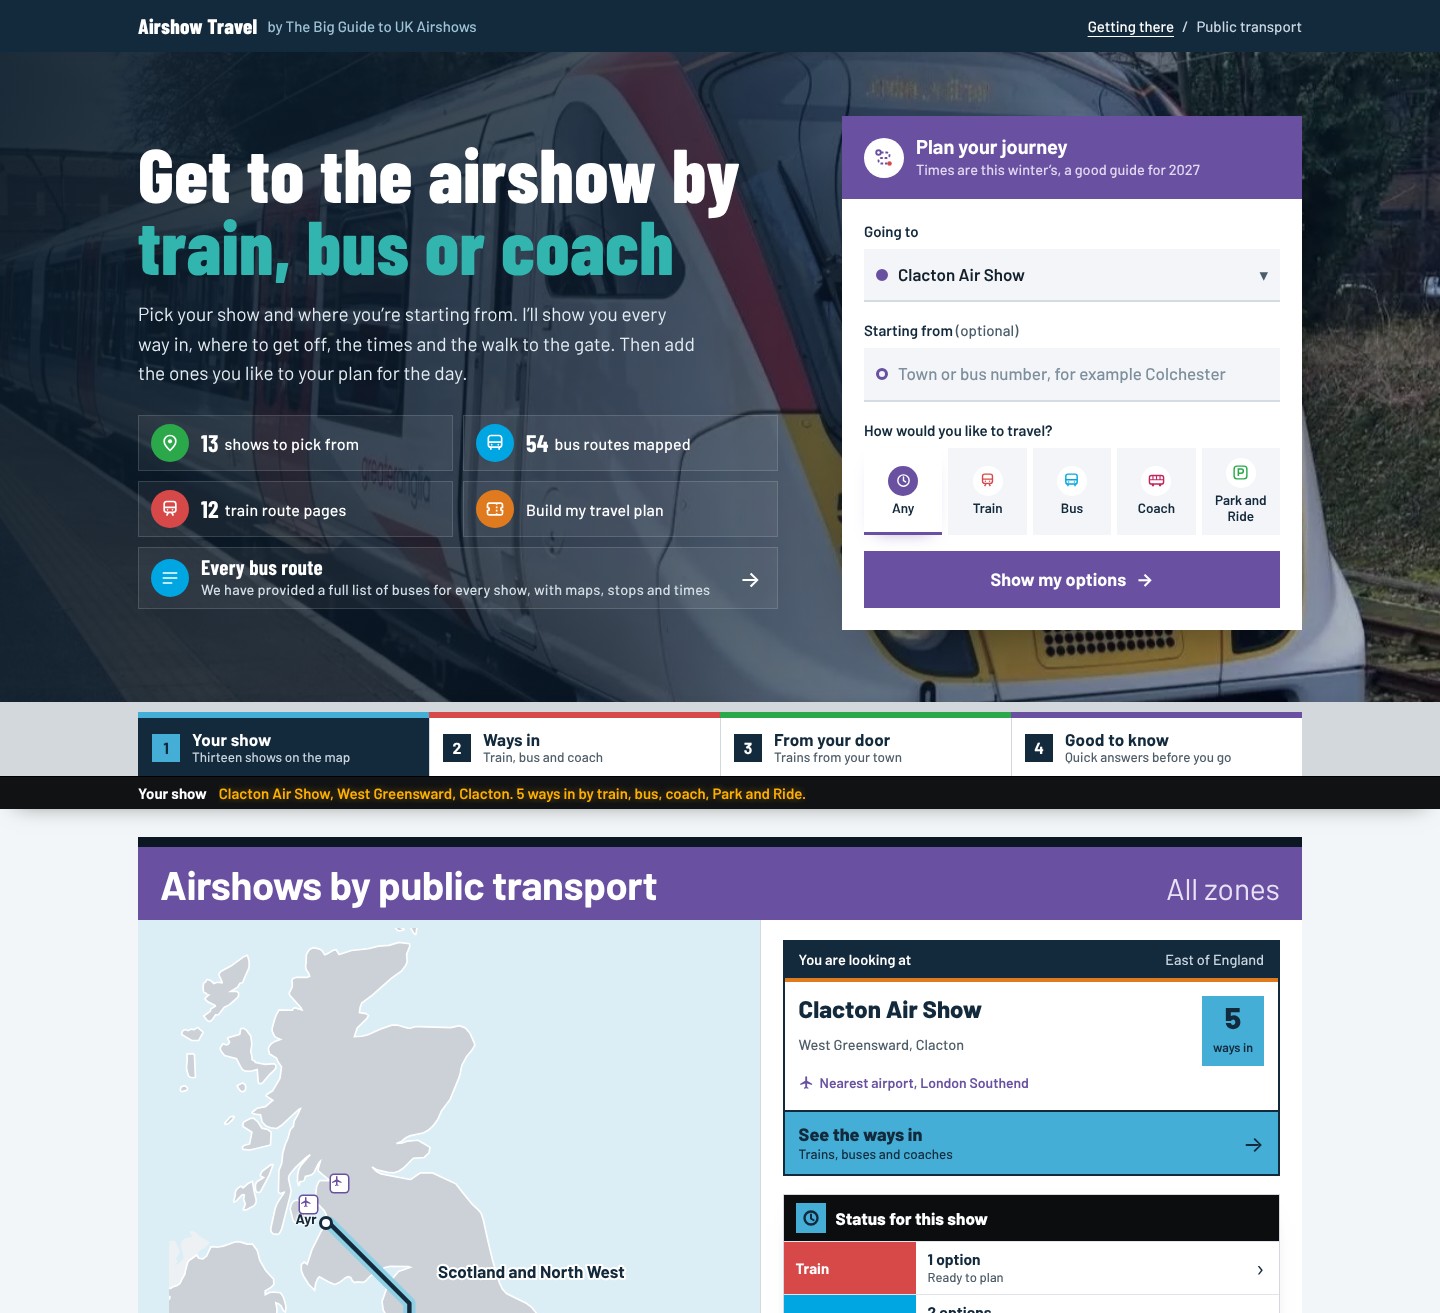 Airshow Travel by The Big Guide to UK Airshows
Getting there / Public transport
Get to the airshow by
train, bus or coach
Pick your show and where you’re starting from. I’ll show you every
way in, where to get off, the times and the walk to the gate. Then add
the ones you like to your plan for the day.
13 shows to pick from
54 bus routes mapped
12 train route pages
Build my travel plan
Every bus route
We have provided a full list of buses for every show, with maps, stops and times
Plan your journey
Times are this winter’s, a good guide for 2027
Going to
Clacton Air Show
Starting from (optional)
Town or bus number, for example Colchester
How would you like to travel?
Any
Train
Bus
Coach
Park and
Ride
Show my options →
1 Your show
Thirteen shows on the map
2 Ways in
Train, bus and coach
3 From your door
Trains from your town
4 Good to know
Quick answers before you go
Your show Clacton Air Show, West Greensward, Clacton. 5 ways in by train, bus, coach, Park and Ride.
Airshows by public transport
All zones
Ayr
Scotland and North West
You are looking at
East of England
Clacton Air Show
West Greensward, Clacton
Nearest airport, London Southend
5
ways in
See the ways in
Trains, buses and coaches
Status for this show
Train
1 option
Ready to plan
2 options